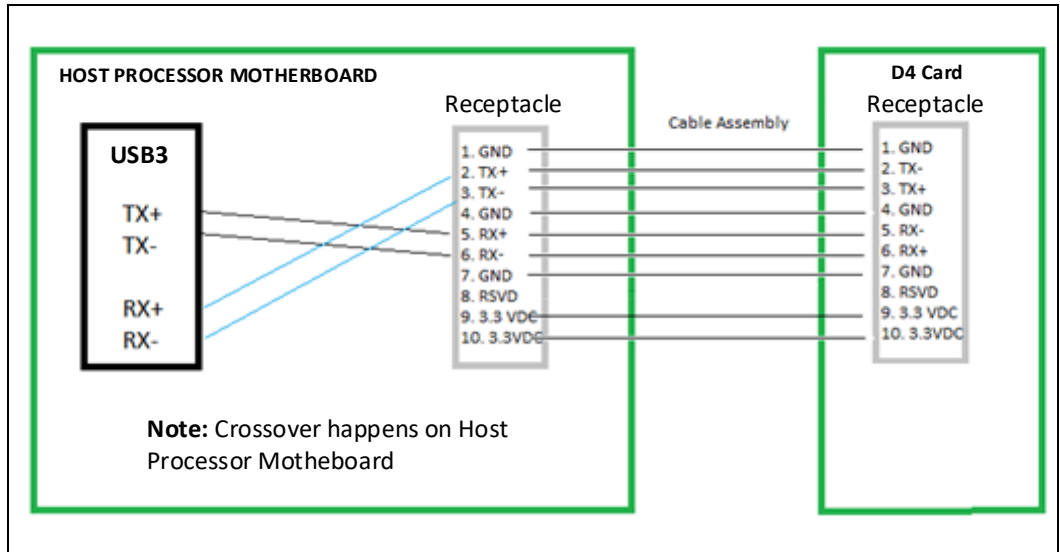 HOST PROCESSOR MOTHERBOARD
USB3
TX+
TX-
RX+
RX-
Receptacle
1. GND
2. TX+
3. TX-
4. GND
5. RX+
6. RX-
7. GND
8. RSVD
9. 3.3 VDC
10. 3.3VDC
Note: Crossover happens on Host
Processor Motheboard
Cable Assembly
D4 Card
Receptacle
1. GND
2. TX-
3. TX+
4. GND
5. RX-
6. RX+
7. GND
8. RSVD
9. 3.3 VDC
10. 3.3VDC